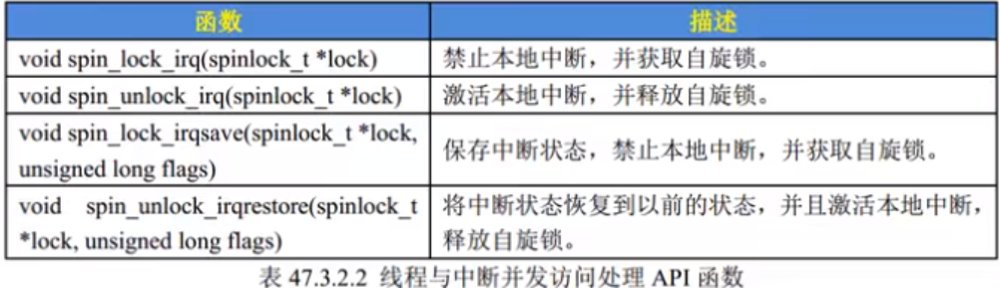 函数 描述
void spin_lock_irq(spinlock_t *lock) 禁止本地中断，并获取自旋锁。
void spin_unlock_irq(spinlock_t *lock) 激活本地中断，并释放自旋锁。
void spin_lock_irqsave(spinlock_t *lock,
unsigned long flags)
保存中断状态，禁止本地中断，并获取自旋锁。
void spin_unlock_irqrestore(spinlock_t
*lock, unsigned long flags)
将中断状态恢复到以前的状态，并且激活本地中断，
释放自旋锁。
表 47.3.2.2 线程与中断并发访问处理 API 函数